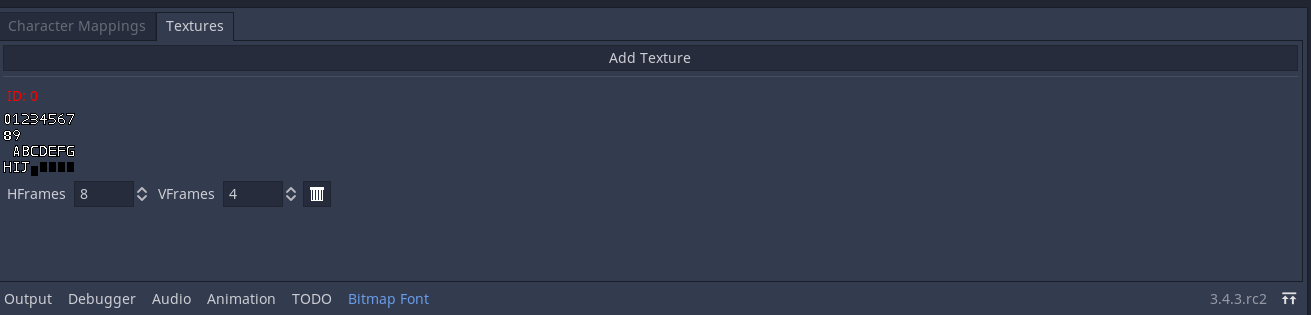 Character Mappings Textures
Add Texture
ID: 0
01234567
89
ABCDEFG
HIJ
HFrames 8 VFrames 4
Output Debugger Audio Animation TODO Bitmap Font 3.4.3.rc2